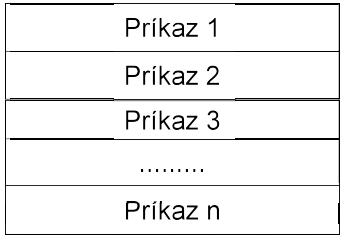 Príkaz 1
Príkaz 2
Príkaz 3
.........
Príkaz n